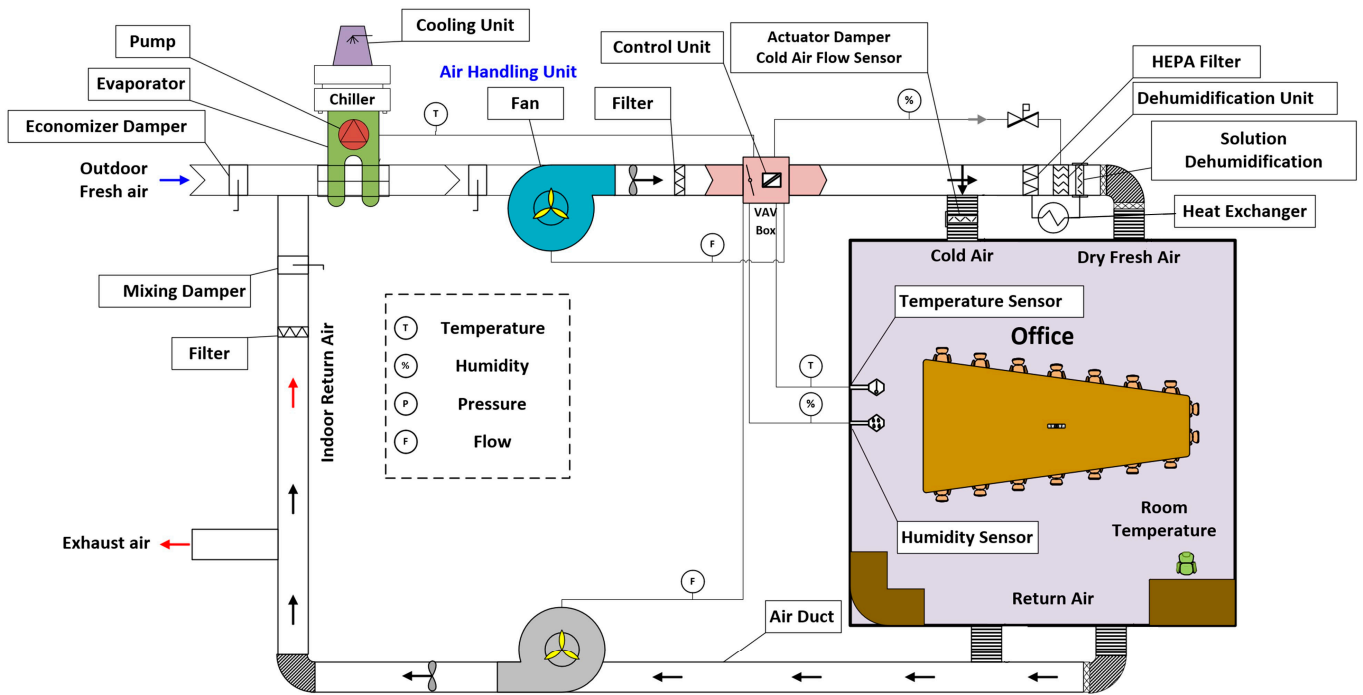 Cooling Unit
Pump
Evaporator
Economizer Damper
Chiller
Air Handling Unit
Fan
Filter
Control Unit
Actuator Damper
Cold Air Flow Sensor
HEPA Filter
Dehumidification Unit
Solution
Dehumidification
Heat Exchanger
T
%
Outdoor
Fresh air
VAV
Box
F
Cold Air
Dry Fresh Air
Mixing Damper
Filter
Indoor Return Air
T Temperature
% Humidity
P Pressure
F Flow
Temperature Sensor
Office
T
%
Humidity Sensor
Room
Temperature
Exhaust air
F
Air Duct
Return Air